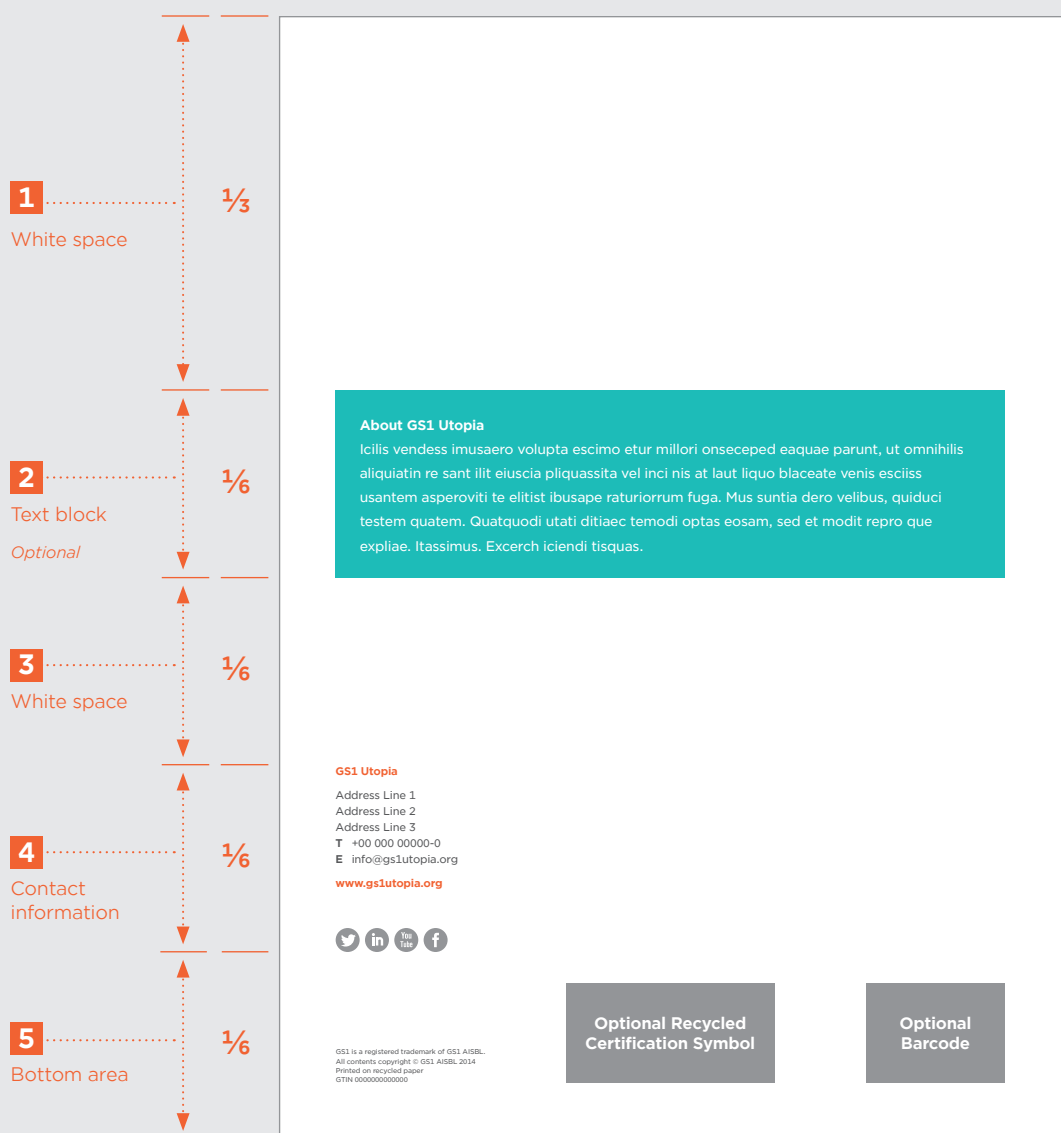 1
1/3
White space
About GS1 Utopia
Icilis vendess imusaero volupta escimo etur millori onseceped eaquae parunt, ut omnihilis
aliquiatin re sant ilit eiuscia pliquassita vel inci nis at laut liquo blaceate venis esciiss
usantem asperoviti te elitist ibusape raturiorrum fuga. Mus suntia dero velibus, quiduci
testem quatem. Quatquodi utati ditiaec temodi optas eosam, sed et modit repro que
expliae. Itassimus. Excerch iciendi tisquas.
2
1/6
Text block
Optional
3
1/6
White space
GS1 Utopia
Address Line 1
Address Line 2
Address Line 3
T +00 000 00000-0
E info@gs1utopia.org
www.gs1utopia.org
4
1/6
Contact
information
in
You
Tube
f
5
1/6
Bottom area
GS1 is a registered trademark of GS1 AISBL.
All contents copyright © GS1 AISBL 2014
Printed on recycled paper
GTIN 0000000000000
Optional Recycled
Certification Symbol
Optional
Barcode